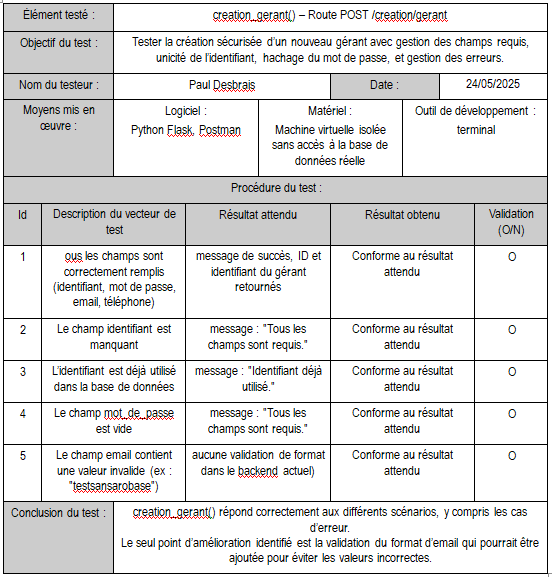 Élément testé :
creation_gerant() – Route POST /creation/gerant
Objectif du test :
Tester la création sécurisée d'un nouveau gérant avec gestion des champs requis,
unicité de l'identifiant, hachage du mot de passe, et gestion des erreurs.
Nom du testeur :
Paul Desbrais
Date :
24/05/2025
Moyens mis en
œuvre :
Logiciel :
Python Flask, Postman
Matériel :
Machine virtuelle isolée
sans accès à la base de
données réelle
Outil de développement :
terminal
Procédure du test :
Id
Description du vecteur de
test
Résultat attendu
Résultat obtenu
Validation
(O/N)
1
ous les champs sont
correctement remplis
(identifiant, mot de passe,
email, téléphone)
message de succès, ID et
identifiant du gérant
retournés
Conforme au résultat
attendu
O
2
Le champ identifiant est
manquant
message : "Tous les
champs sont requis."
Conforme au résultat
attendu
O
3
L'identifiant est déjà utilisé
dans la base de données
message : "Identifiant déjà
utilisé."
Conforme au résultat
attendu
O
4
Le champ mot_de_passe
est vide
message : "Tous les
champs sont requis."
Conforme au résultat
attendu
O
5
Le champ email contient
une valeur invalide (ex :
"testsansarobase")
aucune validation de format
dans le backend actuel)
Conforme au résultat
attendu
O
Conclusion du test :
creation_gerant() répond correctement aux différents scénarios, y compris les cas
d'erreur.
Le seul point d'amélioration identifié est la validation du format d'email qui pourrait être
ajoutée pour éviter les valeurs incorrectes.